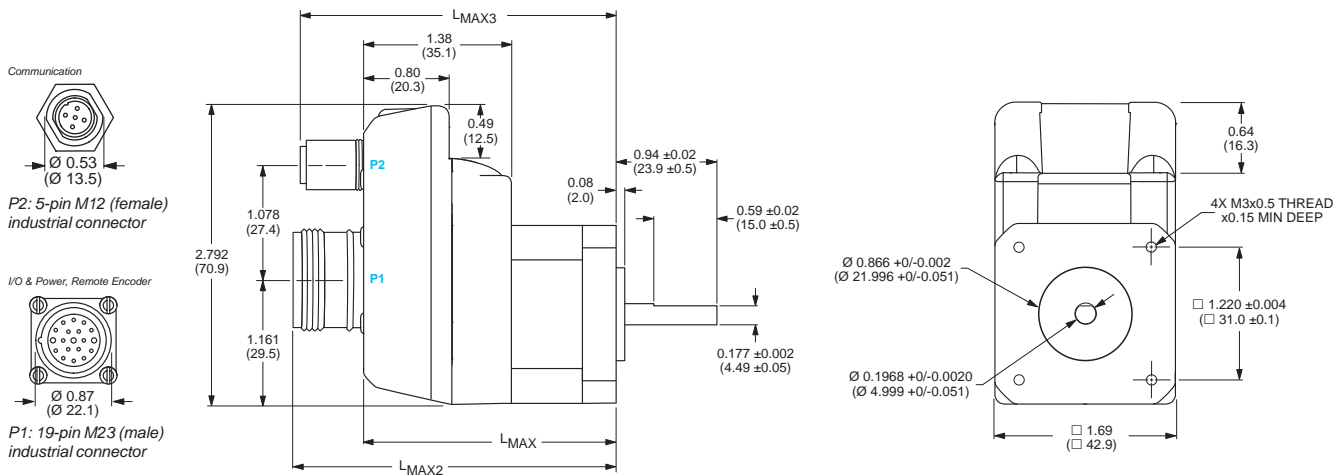 Communication
Ø 0.53
(Ø 13.5)
P2: 5-pin M12 (female)
industrial connector
I/O & Power, Remote Encoder
Ø 0.87
(Ø 22.1)
P1: 19-pin M23 (male)
industrial connector
LMAX3
1.38
(35.1)
0.80
(20.3)
0.49
(12.5)
P2
1.078
(27.4)
2.792
(70.9)
P1
1.161
(29.5)
0.94 ±0.02
(23.9 ±0.5)
0.08
(2.0)
0.59 ±0.02
(15.0 ±0.5)
0.177 ±0.002
(4.49 ±0.05)
LMAX
LMAX2
0.64
(16.3)
4X M3x0.5 THREAD
x0.15 MIN DEEP
Ø 0.866 +/-0.002
(Ø 21.996 +/-0.051)
□ 1.220 ±0.004
(□ 31.0 ±0.1)
Ø 0.1968 +/-0.0020
(Ø 4.999 +/-0.051)
□ 1.69
(□ 42.9)